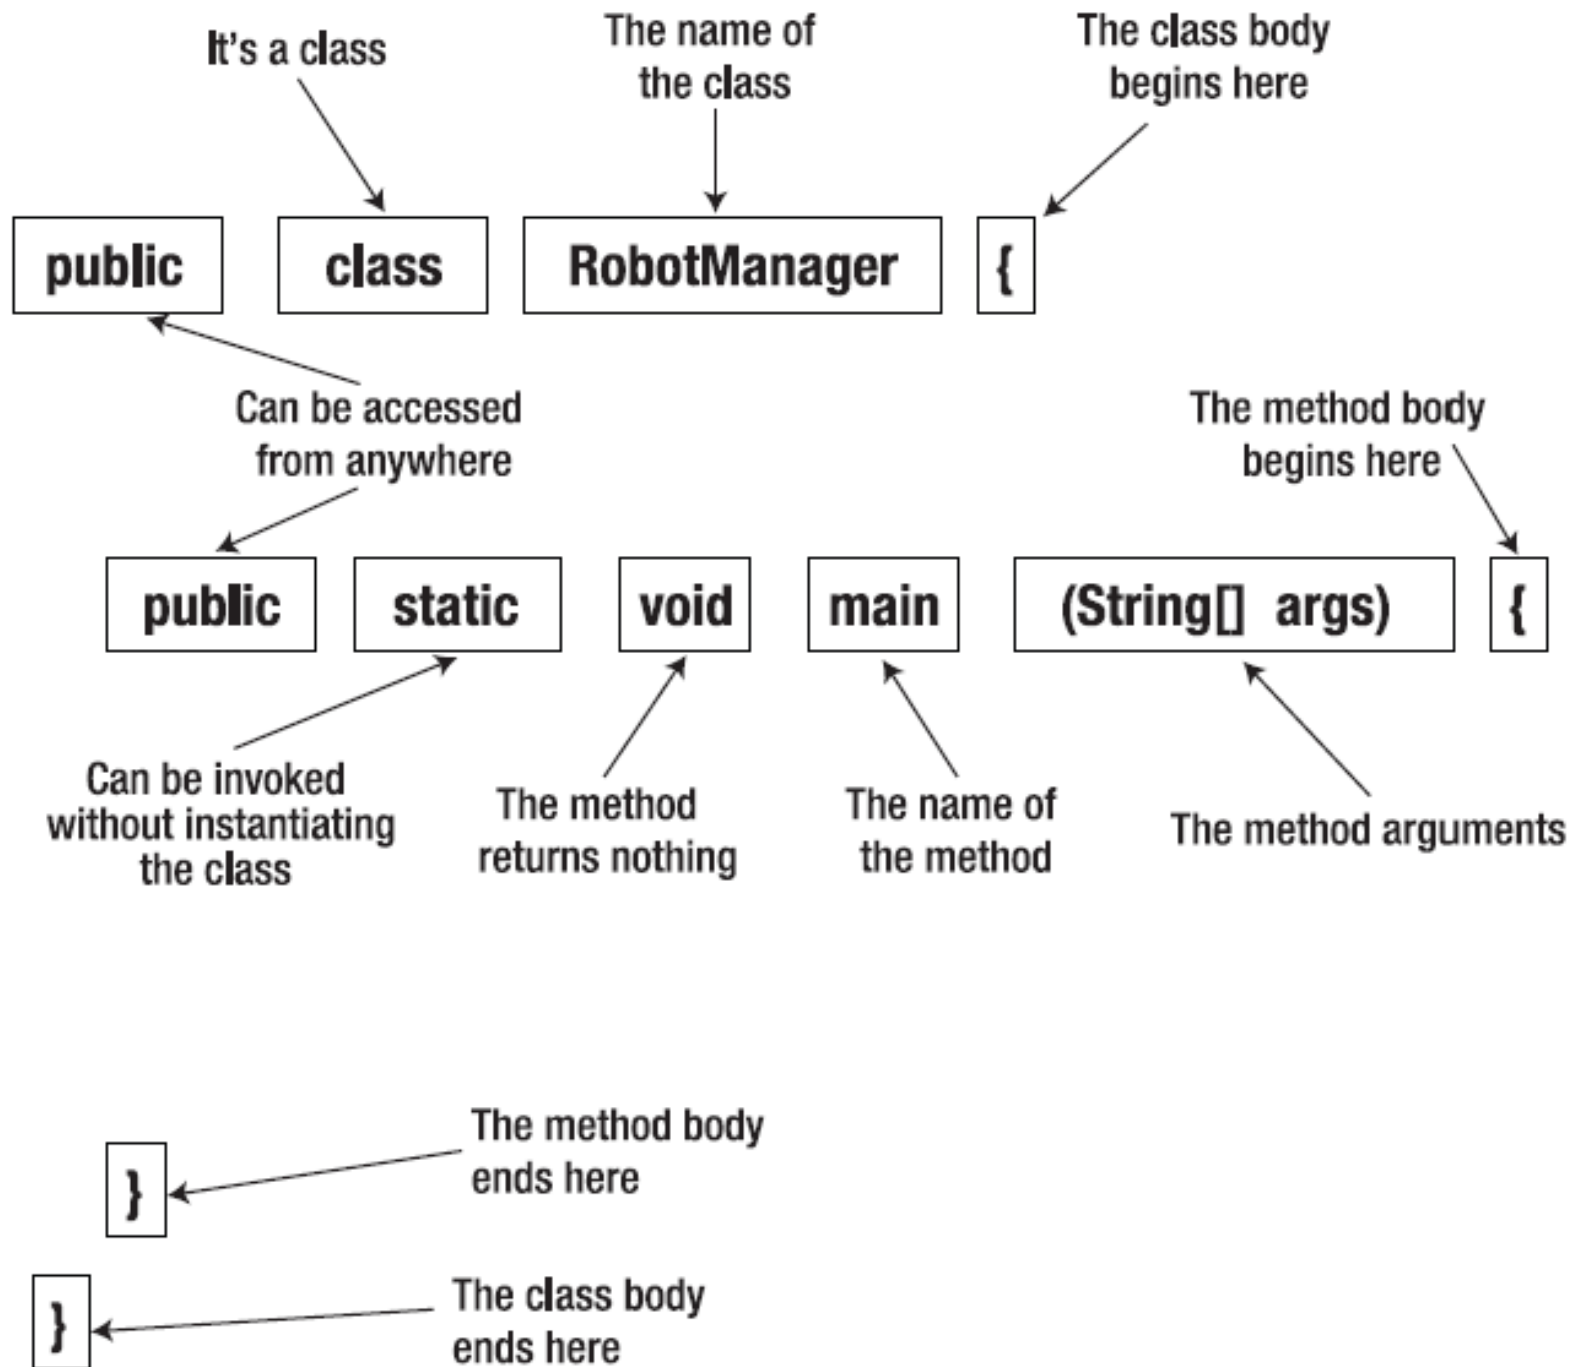 It's a class
The name of
the class
The class body
begins here
public class RobotManager {
Can be accessed
from anywhere
The method body
begins here
public static void main (String[] args) {
Can be invoked
without instantiating
the class
The method
returns nothing
The name of
the method
The method arguments
The method body
ends here
}
The class body
ends here
}